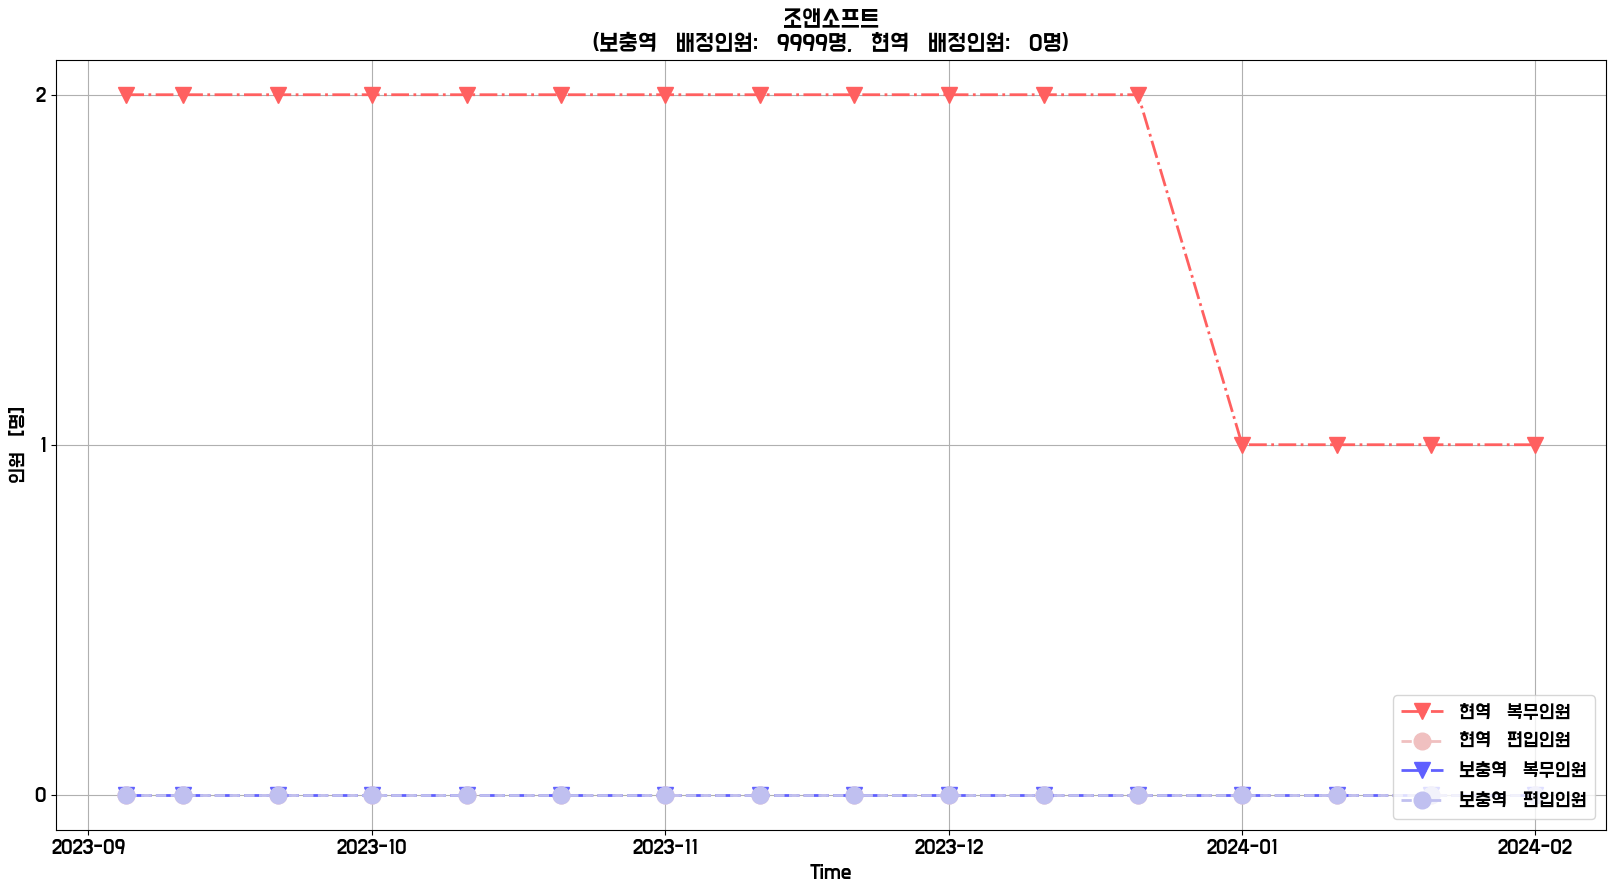 조앤소프트
(보충역 배정인원: 9999명, 현역 배정인원: 0명)
인원 [명]
2
1
0
현역 복무인원
현역 편입인원
보충역 복무인원
보충역 편입인원
2023-09 2023-10 2023-11 2023-12 2024-01 2024-02
Time